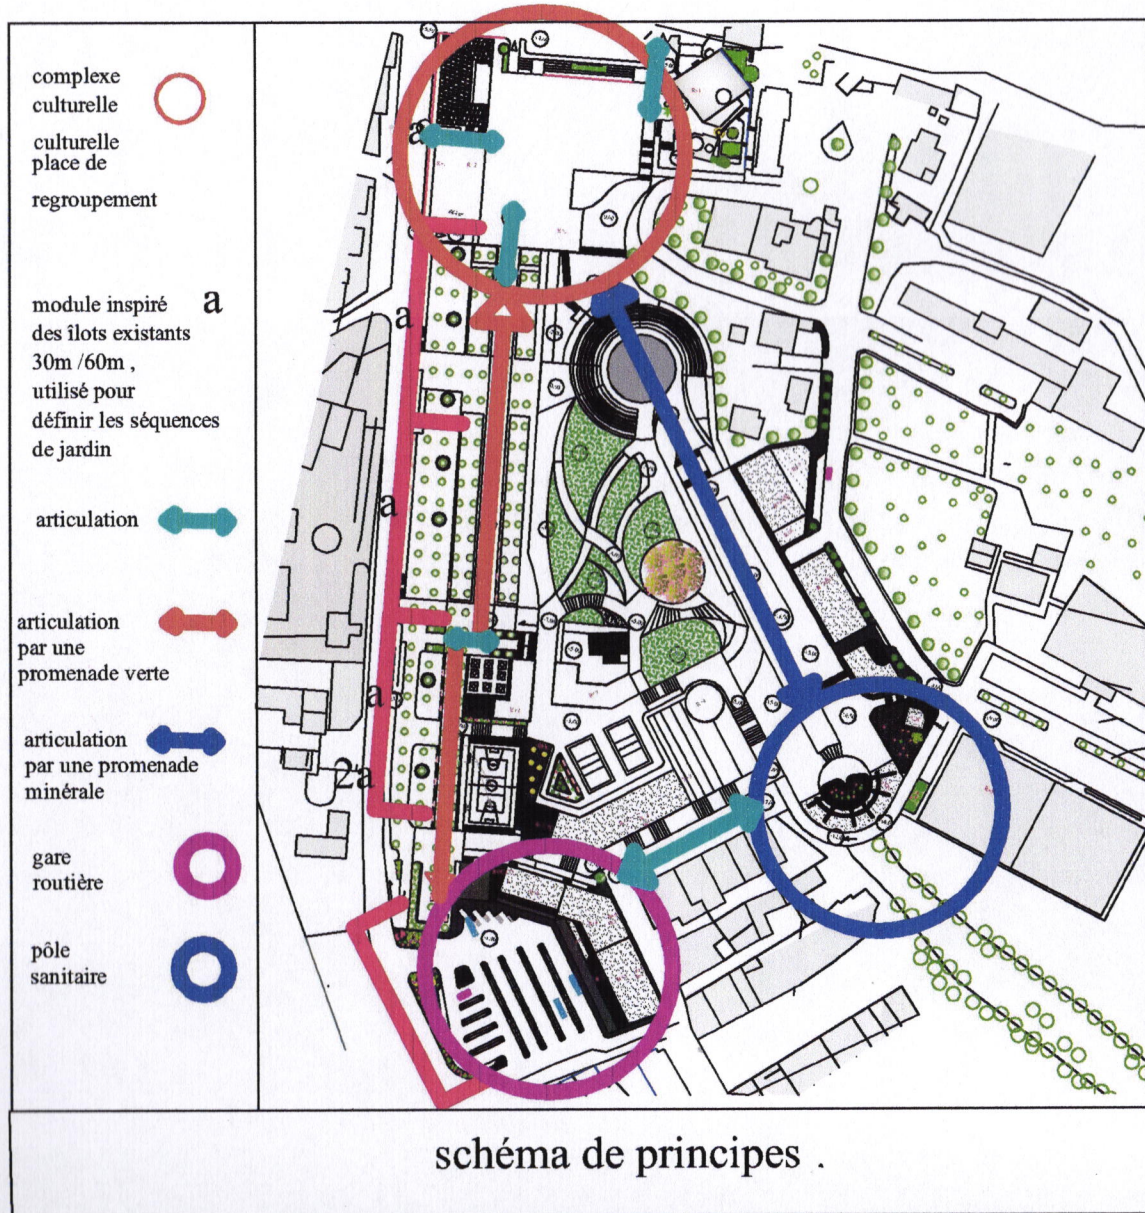 complexe
culturelle
culturelle
place de
regroupement
module inspiré a
des îlots existants
30m /60m ,
utilisé pour
définir les séquences
de jardin
articulation
articulation
par une
promenade verte
articulation
par une promenade
minérale
gare
routière
pôle
sanitaire
a
a
a
a
2a
schéma de principes .